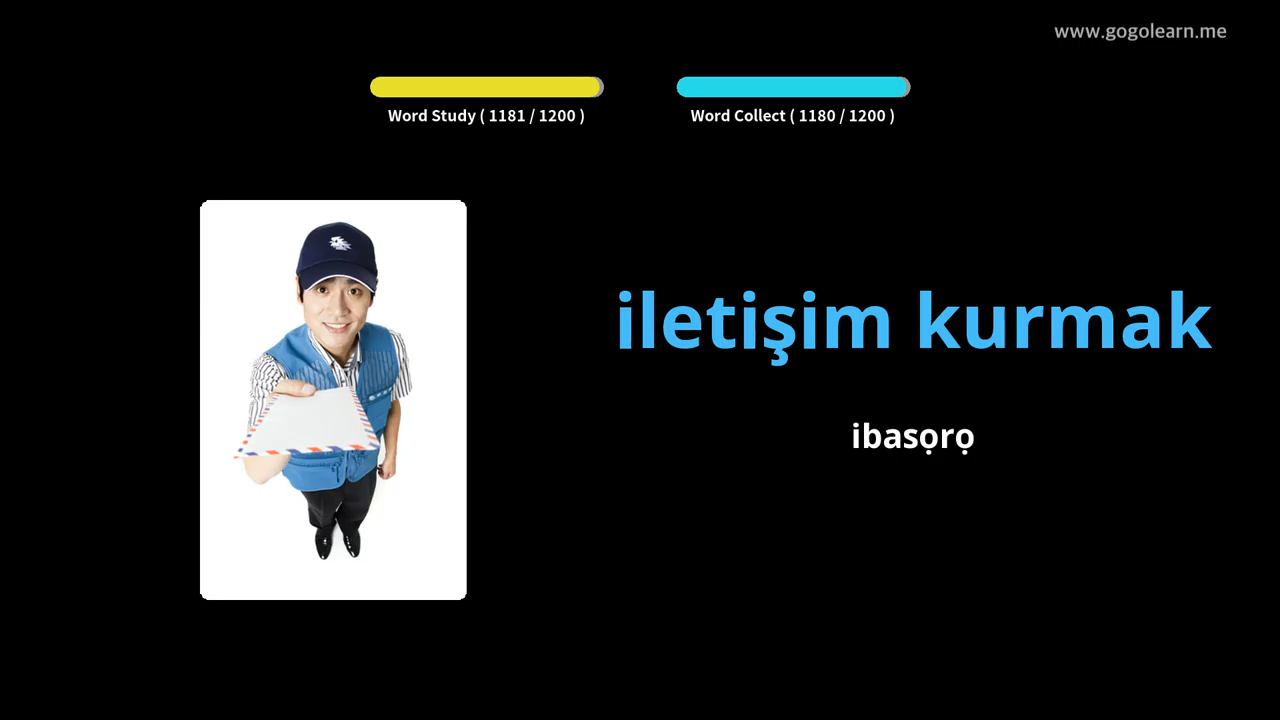 www.gogolearn.me
Word Study ( 1181 / 1200 )
Word Collect ( 1180 / 1200 )
iletişim kurmak
ibasọrọ